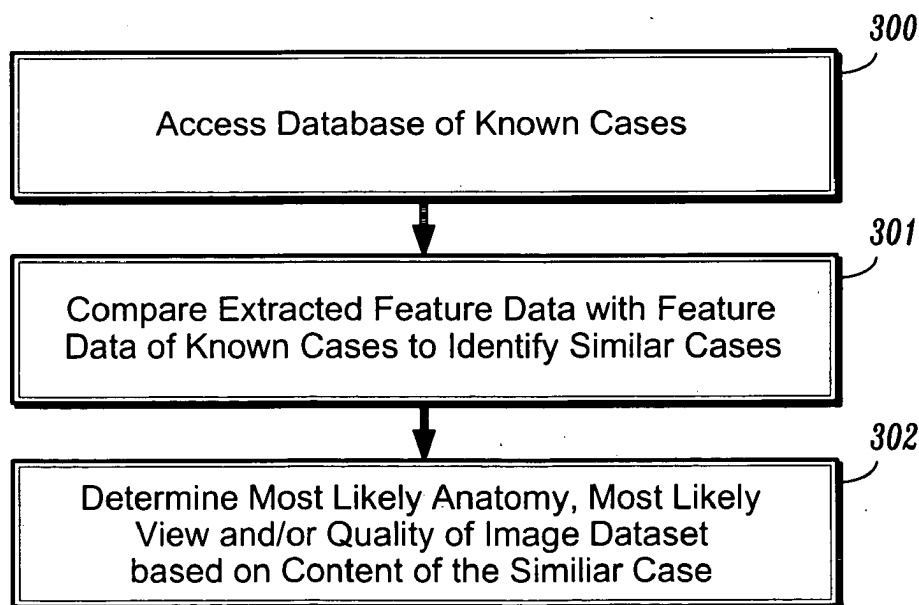 300
Access Database of Known Cases
301
Compare Extracted Feature Data with Feature
Data of Known Cases to Identify Similar Cases
302
Determine Most Likely Anatomy, Most Likely
View and/or Quality of Image Dataset
based on Content of the Similiar Case